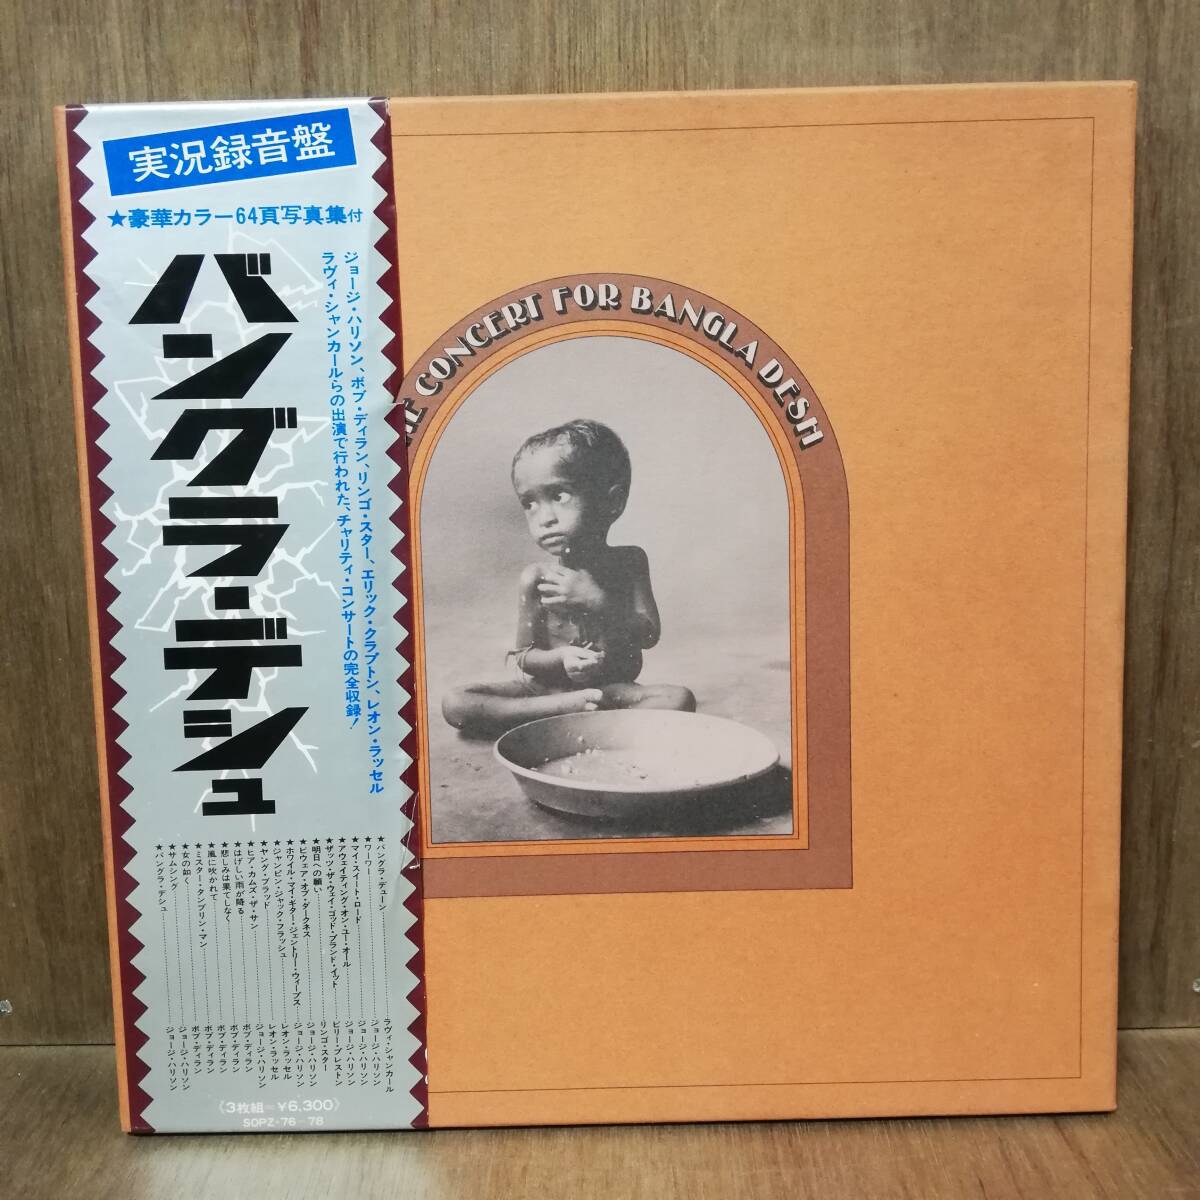 実況録音盤
★豪華カラー64頁写真集付
バングラ・デシュ
ジョージ・ハリソン、ボブ・ディラン、リンゴ・スター、エリック・クラプトン、レオン・ラッセル
ラヴィ・シャンカールらの出演で行われた、チャリティ・コンサートの完全収録!
★バングラ・デューン ラヴィ・シャンカール
★ワーワー ジョージ・ハリソン
★マイ・スイート・ロード ジョージ・ハリソン
★アウェイティング・オン・ユー・オール ジョージ・ハリソン
★ザッツ・ザ・ウェイ・ゴッド・プランド・イット ビリー・プレストン
★明日への願い リンゴ・スター
★ビウェア・オブ・ダークネス ジョージ・ハリソン
★ホワイル・マイ・ギター・ジェントリー・ウィープス ジョージ・ハリソン
★ジャンピン・ジャック・フラッシュ レオン・ラッセル
★ヤング・ブラッド レオン・ラッセル
★ヒア・カムズ・ザ・サン ジョージ・ハリソン
★はげしい雨が降る ボブ・ディラン
★悲しみは果てしなく ボブ・ディラン
★風に吹かれて ボブ・ディラン
★ミスター・タンブリン・マン ボブ・ディラン
★女の如く ボブ・ディラン
★サムシング ジョージ・ハリソン
★バングラ・デシュ ジョージ・ハリソン
《3枚組=¥6,300》
SOPZ・76-78
HE CONCERT FOR BANGLA DESH